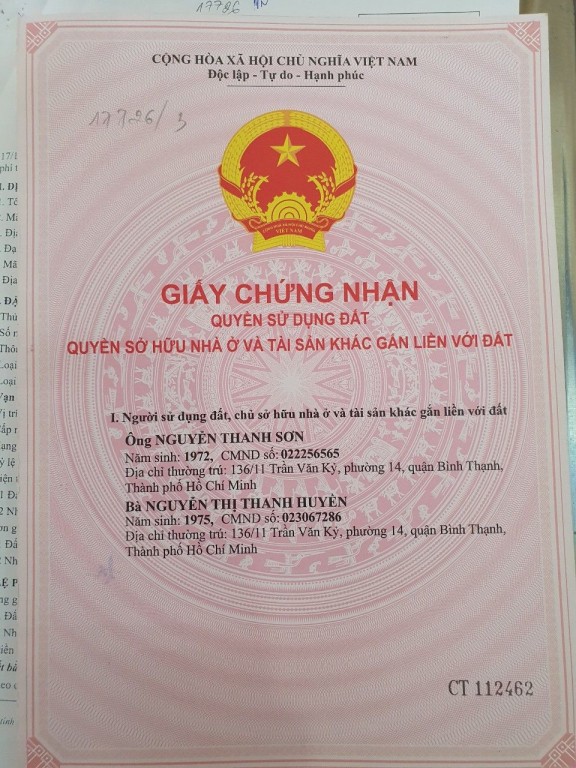 17726
CỘNG HÒA XÃ HỘI CHỦ NGHĨA VIỆT NAM
Độc lập - Tự do - Hạnh phúc
17726/3
VIỆT NAM
GIẤY CHỨNG NHẬN
QUYỀN SỬ DỤNG ĐẤT
QUYỀN SỞ HỮU NHÀ Ở VÀ TÀI SẢN KHÁC GẮN LIỀN VỚI ĐẤT
I. Người sử dụng đất, chủ sở hữu nhà ở và tài sản khác gắn liền với đất
Ông NGUYỄN THANH SƠN
Năm sinh: 1972, CMND số: 022256565
Địa chỉ thường trú: 136/11 Trần Văn Kỷ, phường 14, quận Bình Thạnh,
Thành phố Hồ Chí Minh
Bà NGUYỄN THỊ THANH HUYỀN
Năm sinh: 1975, CMND số: 023067286
Địa chỉ thường trú: 136/11 Trần Văn Kỷ, phường 14, quận Bình Thạnh,
Thành phố Hồ Chí Minh
CT 112462